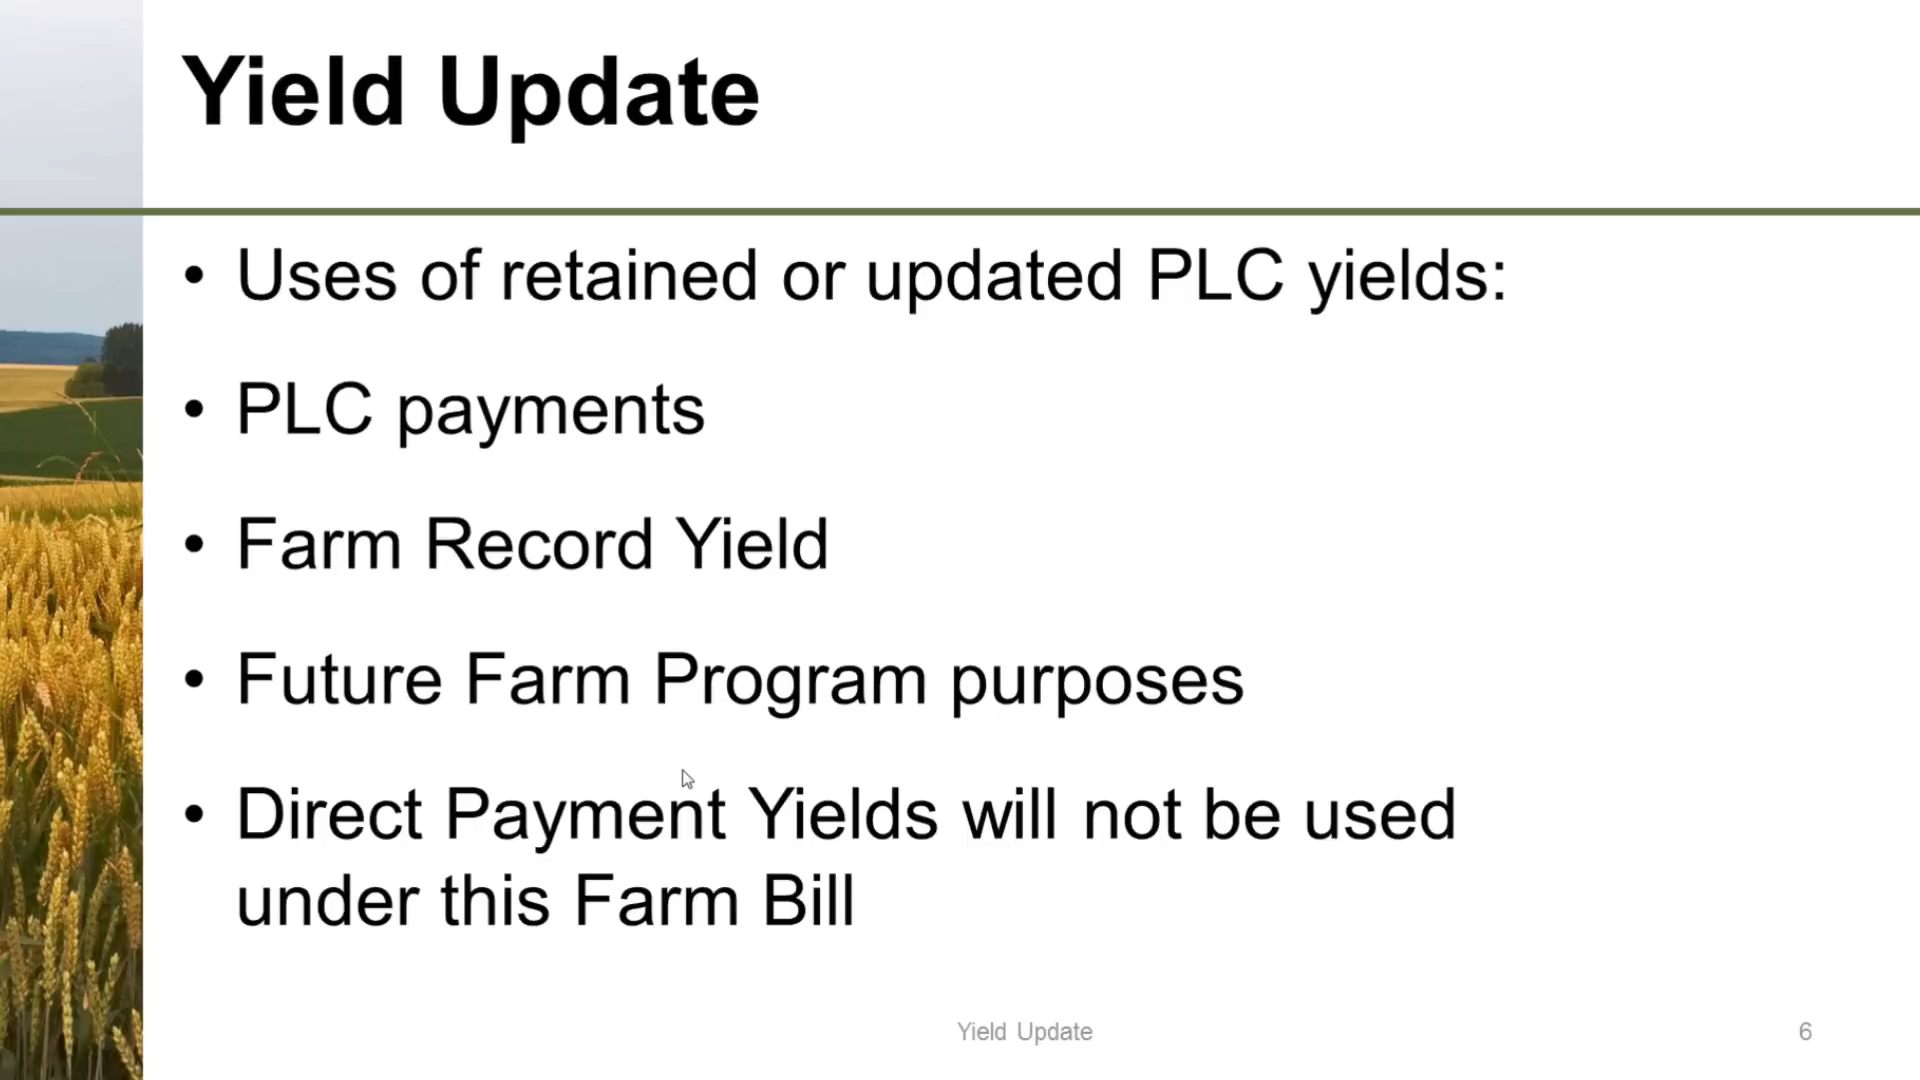 Yield Update
• Uses of retained or updated PLC yields:
• PLC payments
• Farm Record Yield
• Future Farm Program purposes
• Direct Payment Yields will not be used
under this Farm Bill
Yield Update
6